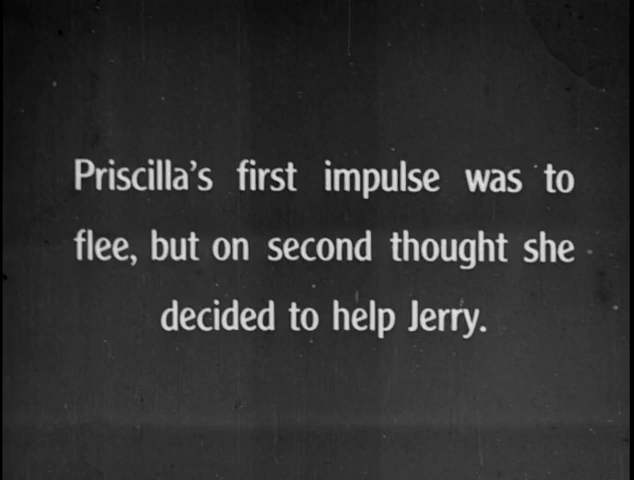 Priscilla's first impulse was to
flee, but on second thought she
decided to help Jerry.